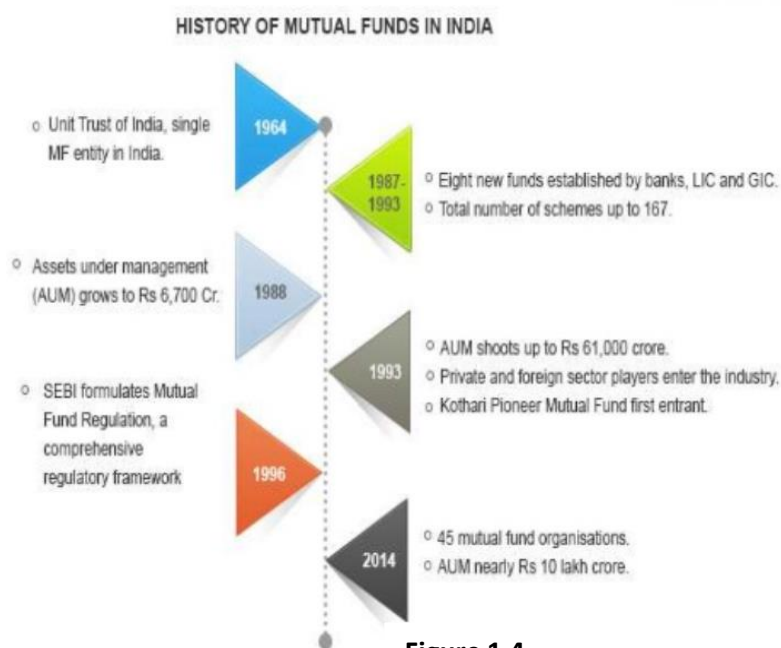 HISTORY OF MUTUAL FUNDS IN INDIA
1964
o Unit Trust of India, single
MF entity in India.
1987-
1993
o Eight new funds established by banks, LIC and GIC.
o Total number of schemes up to 167.
1988
o Assets under management
(AUM) grows to Rs 6,700 Cr.
1993
o AUM shoots up to Rs 61,000 crore.
o Private and foreign sector players enter the industry.
o Kothari Pioneer Mutual Fund first entrant.
1996
o SEBI formulates Mutual
Fund Regulation, a
comprehensive
regulatory framework
2014
o 45 mutual fund organisations.
o AUM nearly Rs 10 lakh crore.
Figure 1.4